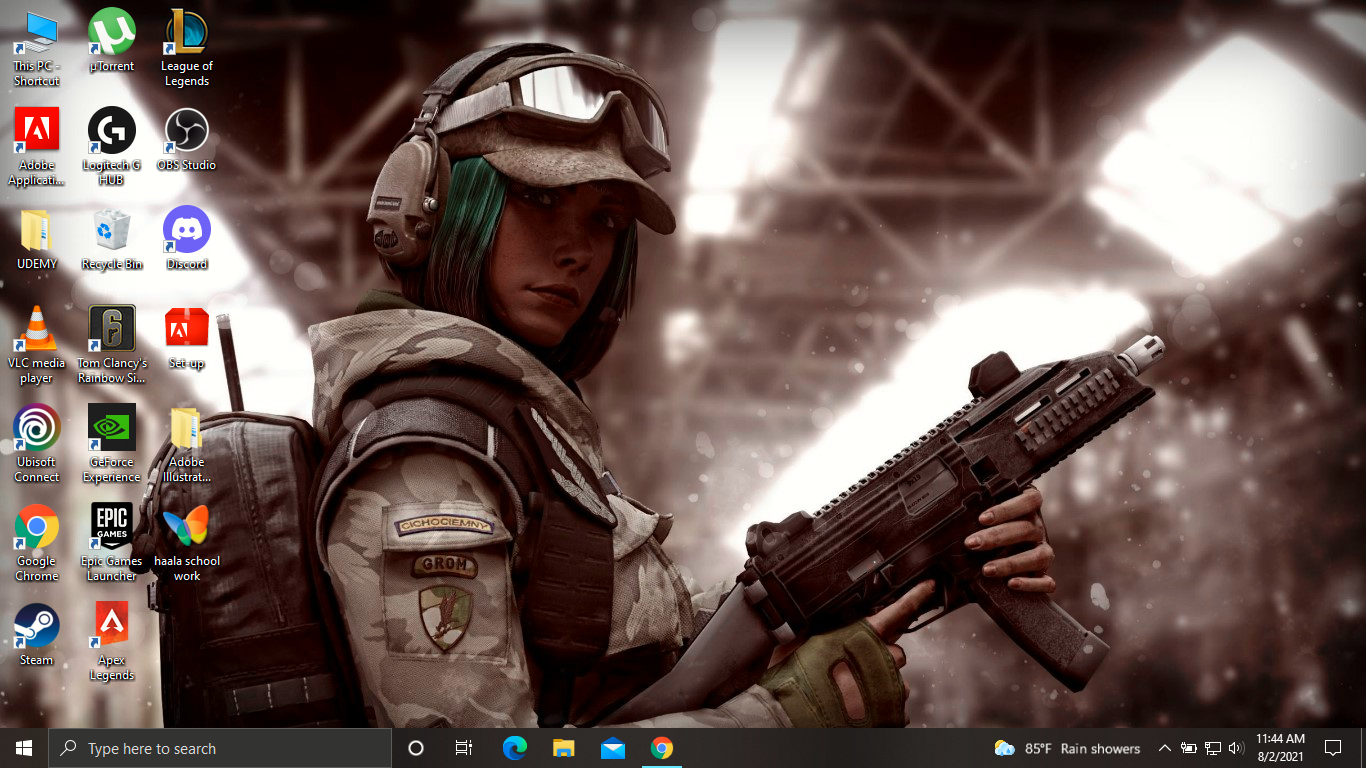 This PC -
Shortcut
µTorrent
League of
Legends
Adobe
Applicati...
Logitech G
HUB
OBS Studio
UDEMY
Recycle Bin
Discord
VLC media
player
Tom Clancy's
Rainbow Si...
Set-up
Ubisoft
Connect
GeForce
Experience
Adobe
Illustrat...
Google
Chrome
EPIC
GAMES
Epic Games
Launcher
haala school
work
Steam
Apex
Legends
CICHOCIEMNY
GROM
Type here to search
85°F Rain showers
11:44 AM
8/2/2021